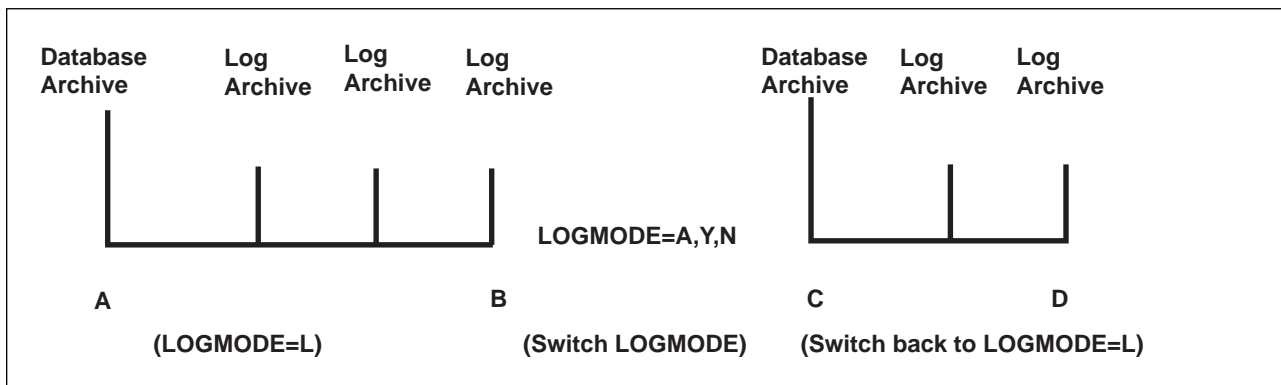 Database
Archive
Log
Archive
Log
Archive
Log
Archive
Database
Archive
Log
Archive
Log
Archive
LOGMODE=A,Y,N
A
B
C
D
(LOGMODE=L)
(Switch LOGMODE)
(Switch back to LOGMODE=L)